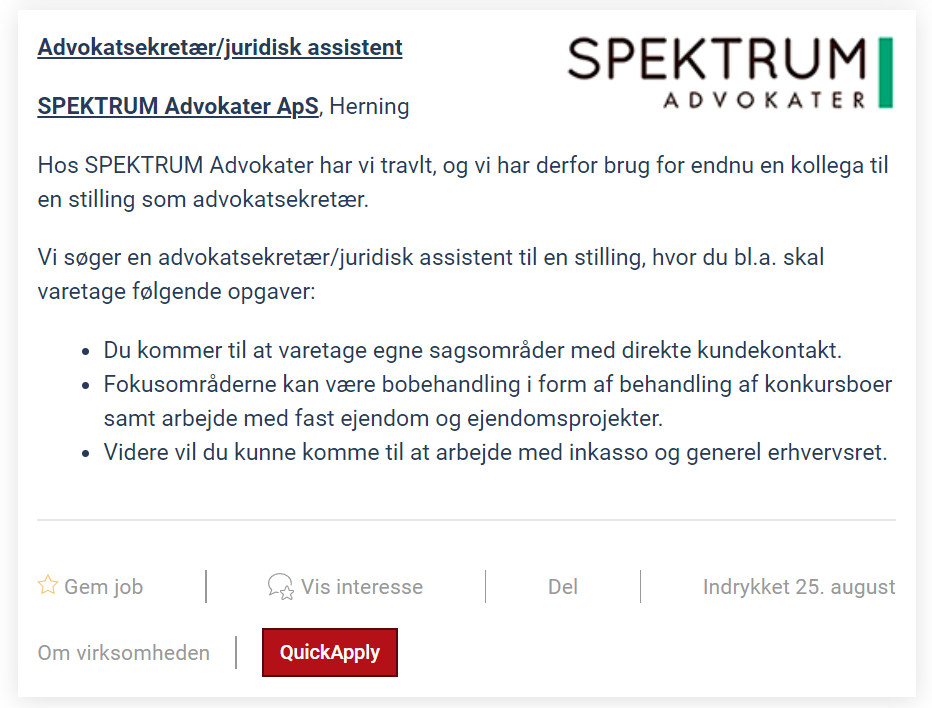 Advokatsekretær/juridisk assistent
SPEKTRUM
ADVOKATER
SPEKTRUM Advokater ApS, Herning
Hos SPEKTRUM Advokater har vi travlt, og vi har derfor brug for endnu en kollega til
en stilling som advokatsekretær.
Vi søger en advokatsekretær/juridisk assistent til en stilling, hvor du bl.a. skal
varetage følgende opgaver:
• Du kommer til at varetage egne sagsområder med direkte kundekontakt.
• Fokusområderne kan være bobehandling i form af behandling af konkursboer
samt arbejde med fast ejendom og ejendomsprojekter.
• Videre vil du kunne komme til at arbejde med inkasso og generel erhvervsret.
Gem job
Vis interesse
Del
Indrykket 25. august
Om virksomheden
QuickApply